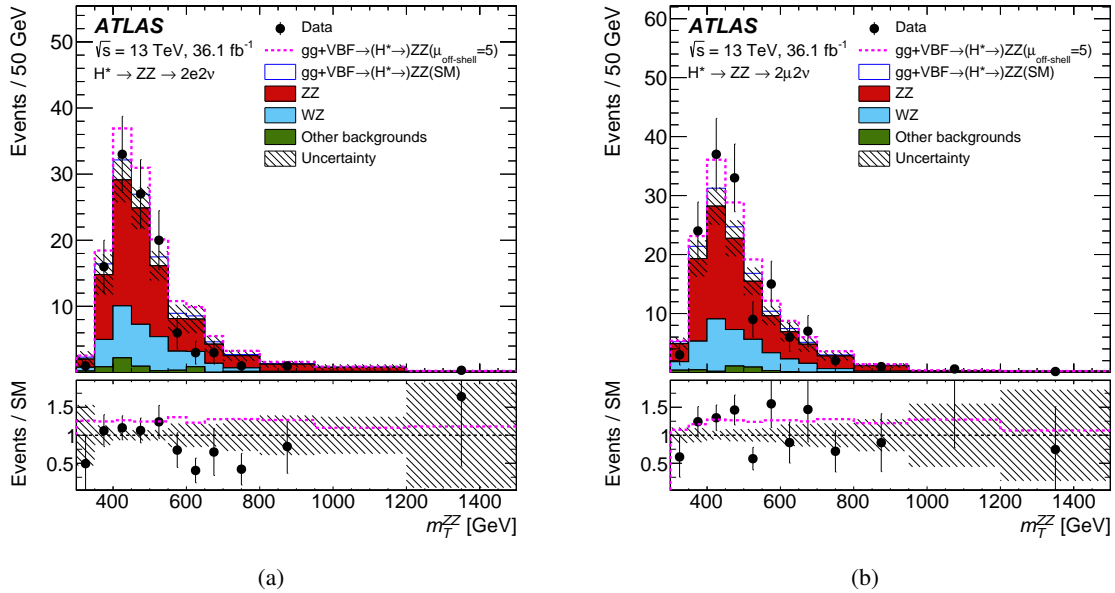 ATLAS
√s = 13 TeV, 36.1 fb⁻¹
H* → ZZ → 2e2ν
Data
gg+VBF→(H*→)ZZ(μoff-shell=5)
gg+VBF→(H*→)ZZ(SM)
ZZ
WZ
Other backgrounds
Uncertainty
Events / 50 GeV
50
40
30
20
10
Events / SM
1.5
1
0.5
400 600 800 1000 1200 1400
m_T^ZZ [GeV]
(a)
ATLAS
√s = 13 TeV, 36.1 fb⁻¹
H* → ZZ → 2μ2ν
Data
gg+VBF→(H*→)ZZ(μoff-shell=5)
gg+VBF→(H*→)ZZ(SM)
ZZ
WZ
Other backgrounds
Uncertainty
Events / 50 GeV
60
50
40
30
20
10
Events / SM
1.5
1
0.5
400 600 800 1000 1200 1400
m_T^ZZ [GeV]
(b)